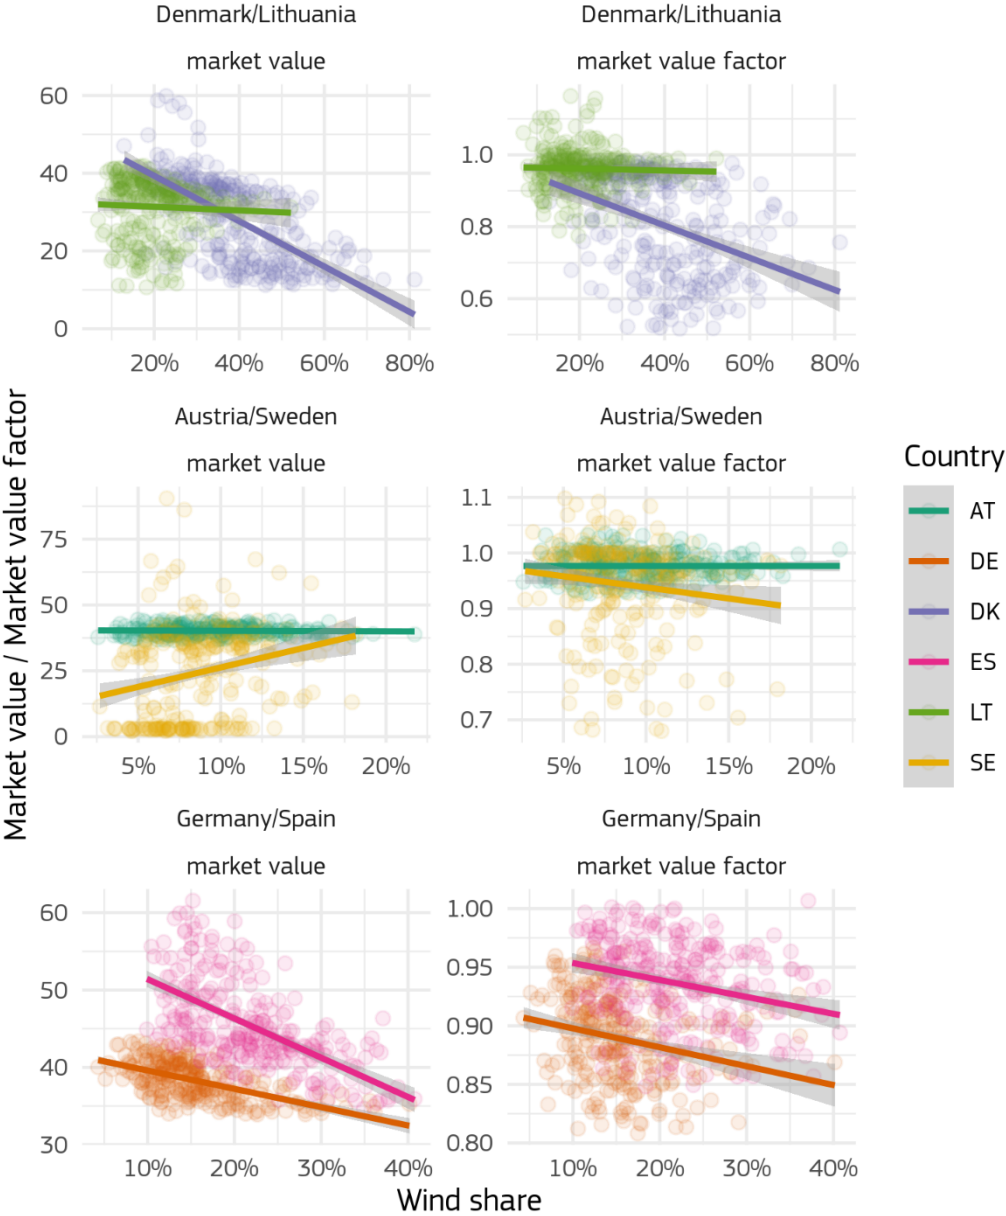 Denmark/Lithuania
market value
Denmark/Lithuania
market value factor
60
40
20
0
20%
40%
60%
80%
1.0
0.8
0.6
20%
40%
60%
80%
Market value / Market value factor
Austria/Sweden
market value
Austria/Sweden
market value factor
75
50
25
0
5%
10%
15%
20%
1.1
1.0
0.9
0.8
0.7
5%
10%
15%
20%
Country
AT
DE
DK
ES
LT
SE
Germany/Spain
market value
Germany/Spain
market value factor
60
50
40
30
10%
20%
30%
40%
1.00
0.95
0.90
0.85
0.80
10%
20%
30%
40%
Wind share